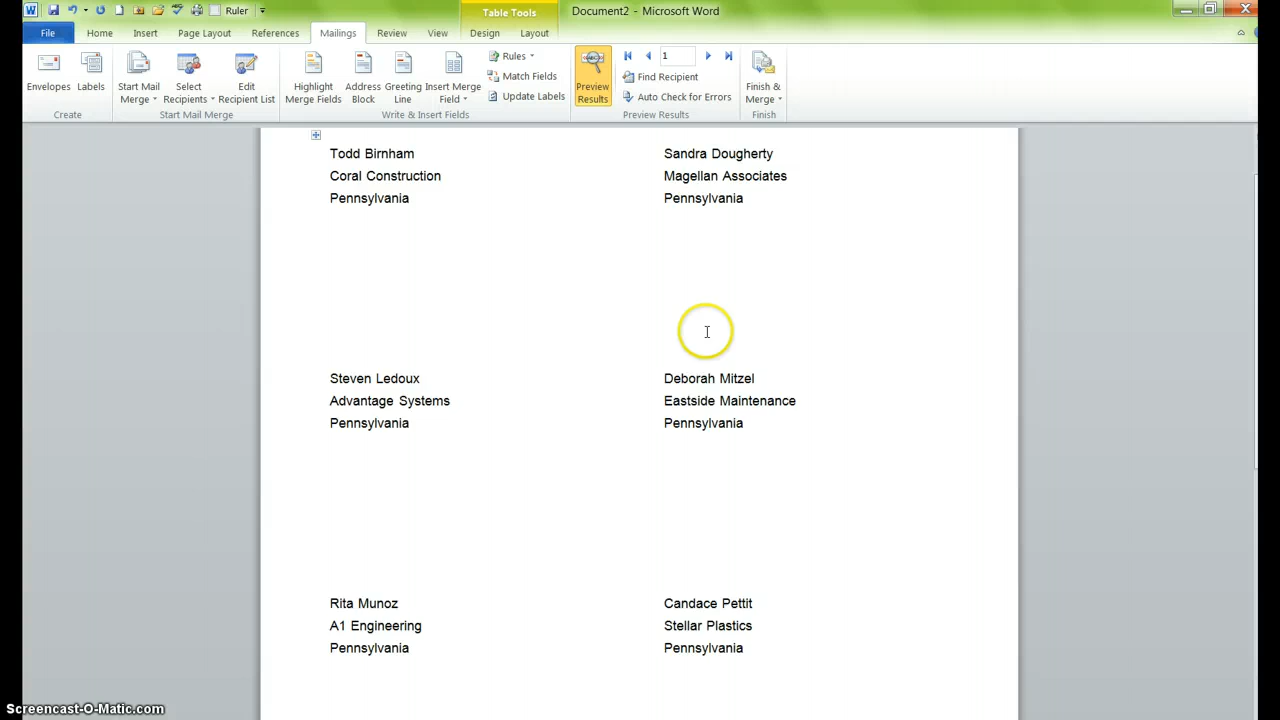 Ruler
Table Tools
Document2 - Microsoft Word
File
Home
Insert
Page Layout
References
Mailings
Review
View
Design
Layout
Envelopes
Labels
Create
Start Mail
Merge
Select
Recipients
Edit
Recipient List
Start Mail Merge
Highlight
Merge Fields
Address
Block
Greeting
Line
Insert Merge
Field
Rules
Match Fields
Update Labels
Write & Insert Fields
Preview
Results
1
Find Recipient
Auto Check for Errors
Preview Results
Finish &
Merge
Finish
Todd Birnham
Coral Construction
Pennsylvania
Sandra Dougherty
Magellan Associates
Pennsylvania
Steven Ledoux
Advantage Systems
Pennsylvania
Deborah Mitzel
Eastside Maintenance
Pennsylvania
Rita Munoz
A1 Engineering
Pennsylvania
Candace Pettit
Stellar Plastics
Pennsylvania
Screencast-O-Matic.com